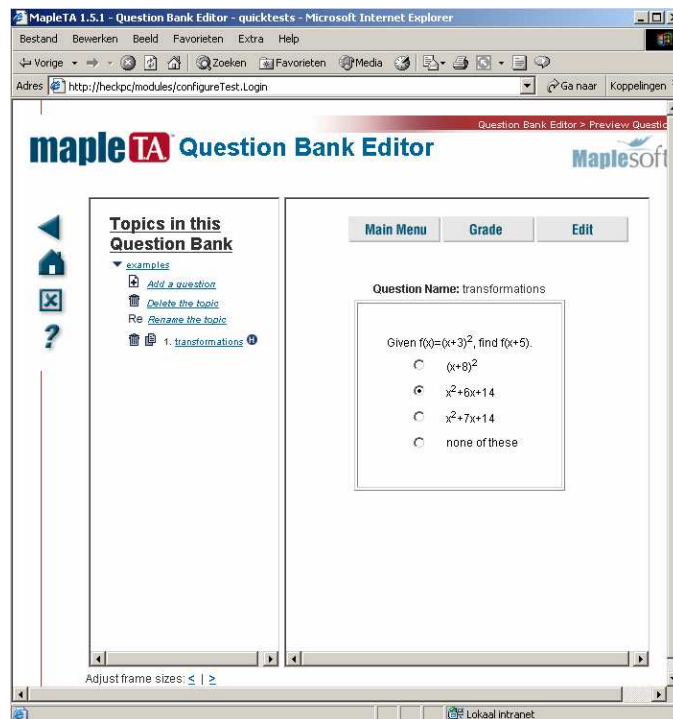 MapleTA 1.5.1 - Question Bank Editor - quicktests - Microsoft Internet Explorer
Bestand Bewerken Beeld Favorieten Extra Help
Vorige Zoeken Favorieten Media
Adres http://heckpc/modules/configureTest.Login Ga naar Koppelingen
Question Bank Editor > Preview Questio
maple TA Question Bank Editor
Maplesoft
Topics in this
Question Bank
examples
Add a question
Delete the topic
Re Rename the topic
1. transformations H
?
Main Menu Grade Edit
Question Name: transformations
Given f(x)=(x+3)², find f(x+5).
(x+8)²
x²+6x+14
x²+7x+14
none of these
Adjust frame sizes: < | >
Lokaal intranet